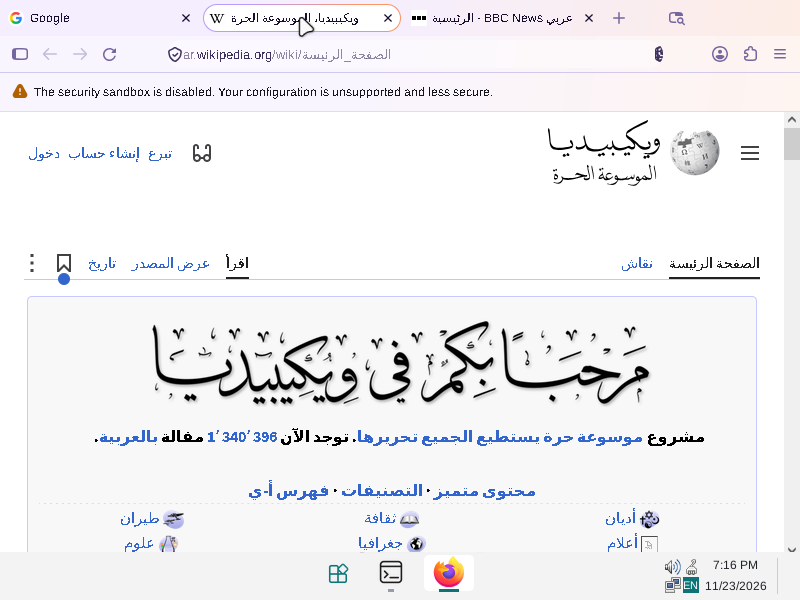 Google
ويكيبيديا، الموسوعة الحرة
BBC News عربي - الرئيسية
ar.wikipedia.org/wiki/الصفحة_الرئيسة
The security sandbox is disabled. Your configuration is unsupported and less secure.
ويكيبيديا
الموسوعة الحرة
تبرع إنشاء حساب دخول
الصفحة الرئيسة نقاش
اقرأ عرض المصدر تاريخ
مرحبا بكم في ويكيبيديا
مشروع موسوعة حرة يستطيع الجميع تحريرها. توجد الآن 396٬340٬1 مقالة بالعربية.
محتوى متميز · التصنيفات · فهرس أ-ي
أديان ثقافة طيران
أعلام جغرافيا علوم
7:16 PM
EN 11/23/2026